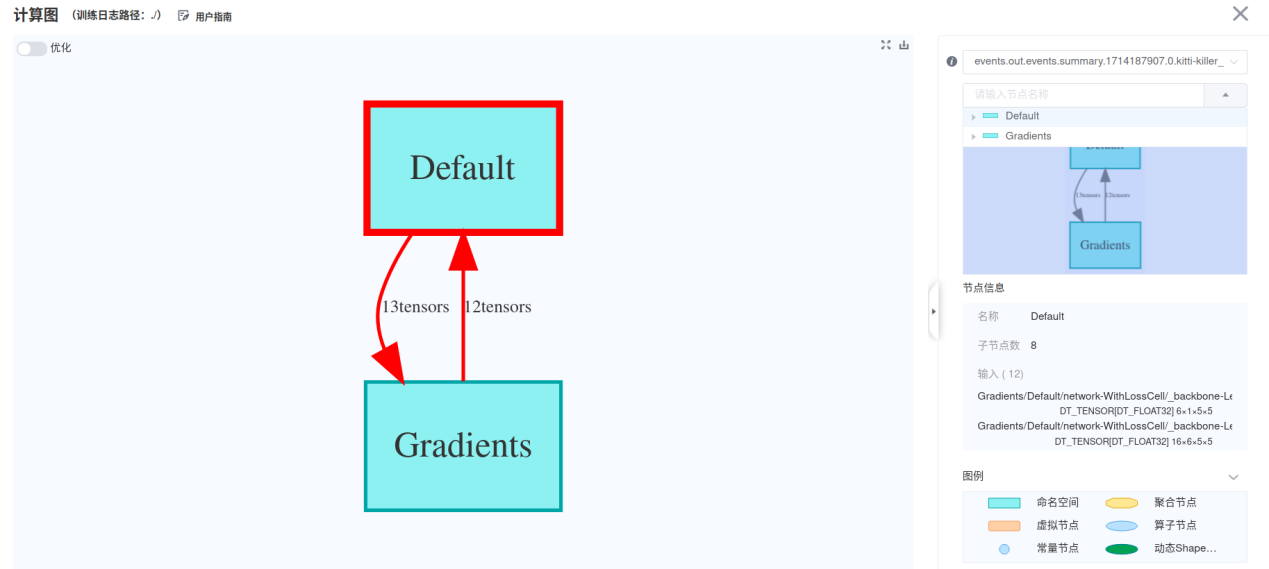 计算图 （训练日志路径：./） 用户指南
优化
Default
13tensors 12tensors
Gradients
events.out.events.summary.1714187907.0.kitti-killer_
请输入节点名称
Default
Gradients
Default
13tensors 12tensors
Gradients
节点信息
名称 Default
子节点数 8
输入 ( 12)
Gradients/Default/network-WithLossCell/_backbone-Le
DT_TENSOR[DT_FLOAT32] 6×1×5×5
Gradients/Default/network-WithLossCell/_backbone-Le
DT_TENSOR[DT_FLOAT32] 16×6×5×5
图例
命名空间 聚合节点
虚拟节点 算子节点
常量节点 动态Shape...